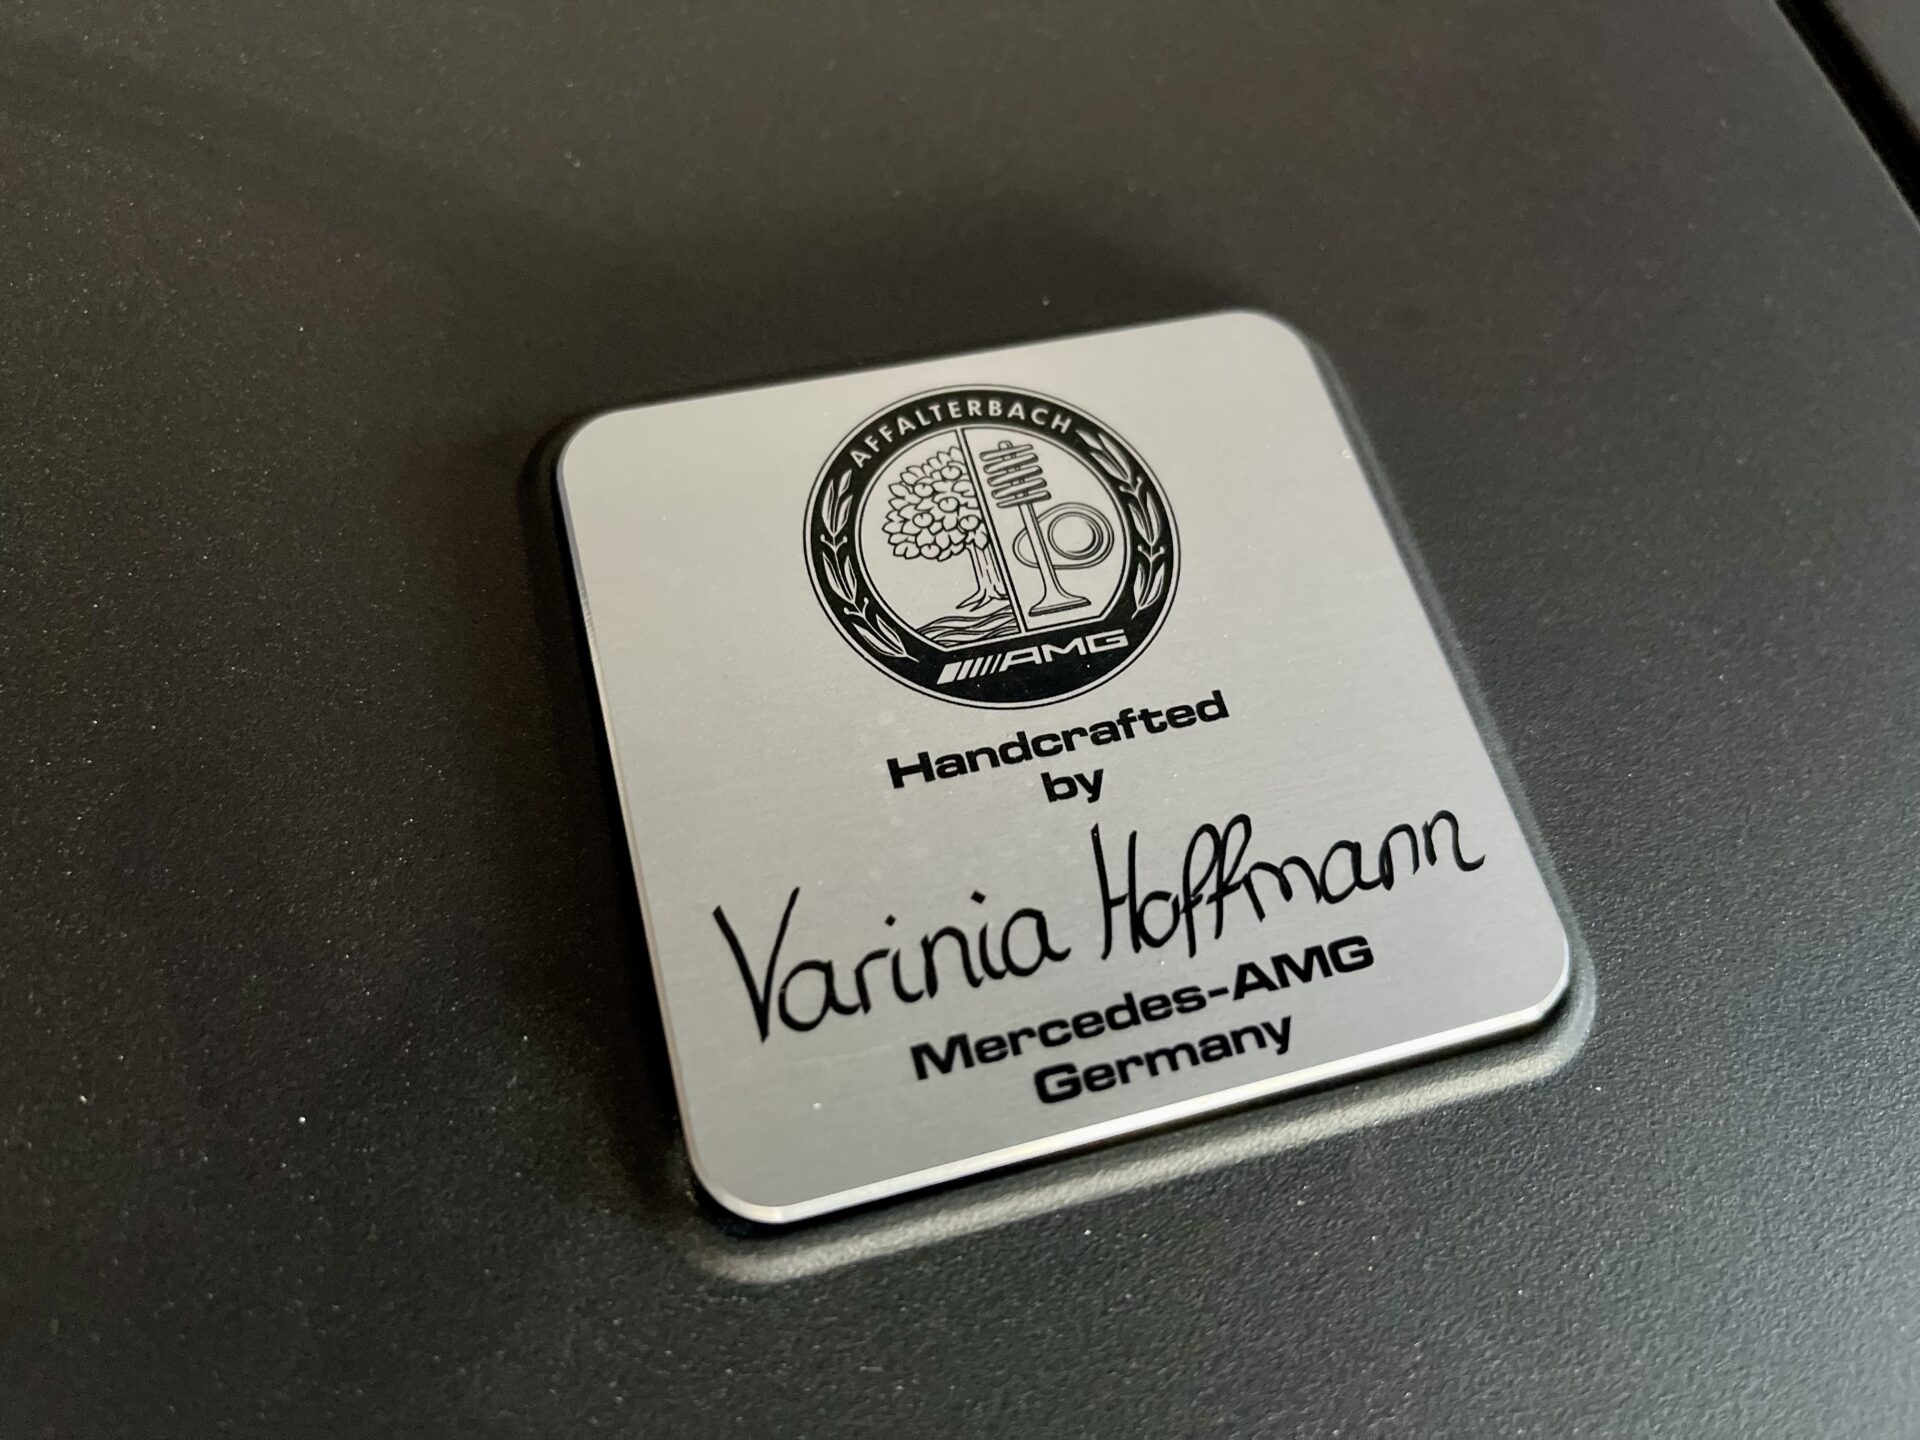 AFFALTERBACH
AMG
Handcrafted
by
Varinia Hoffmann
Mercedes-AMG
Germany